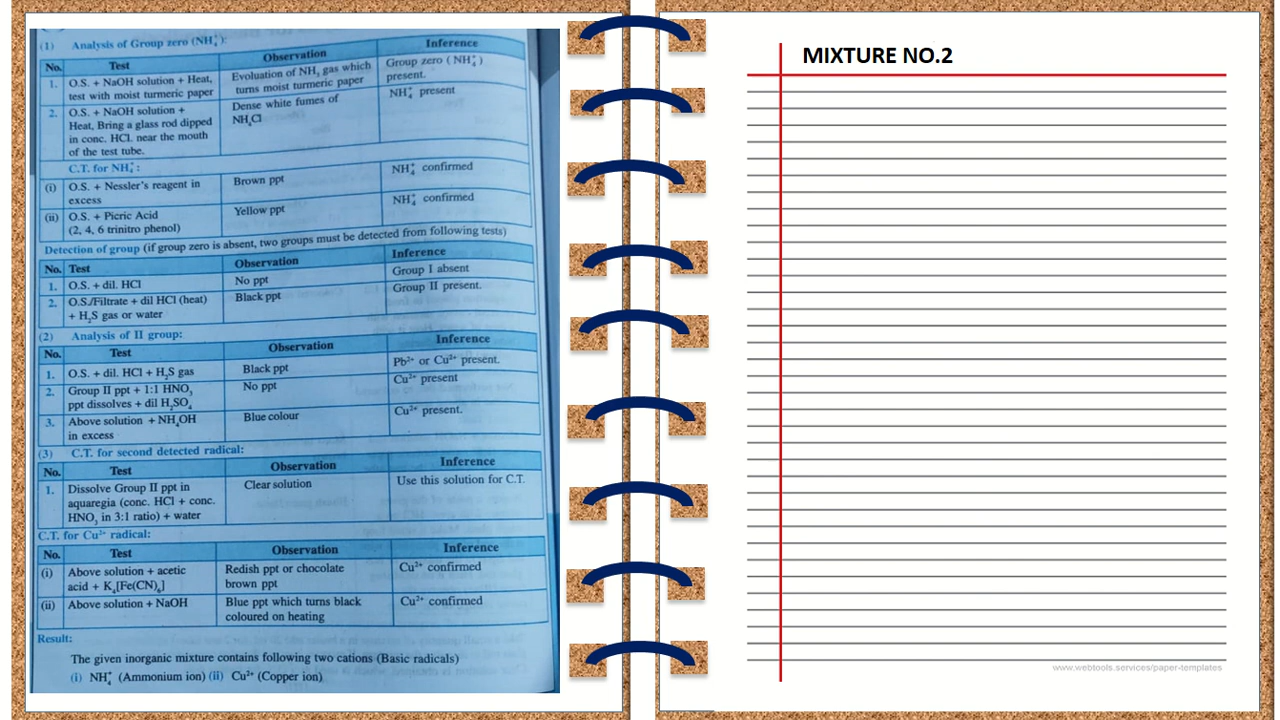 (1) Analysis of Group zero (NH₄⁺):
No. Test Observation Inference
1. O.S. + NaOH solution + Heat, Evoluation of NH₃ gas which Group zero ( NH₄⁺ )
test with moist turmeric paper turns moist turmeric paper present.
2. O.S. + NaOH solution + Dense white fumes of NH₄⁺ present
Heat, Bring a glass rod dipped NH₄Cl
in conc. HCl. near the mouth
of the test tube.
C.T. for NH₄⁺ :
(i) O.S. + Nessler's reagent in Brown ppt NH₄⁺ confirmed
excess
(ii) O.S. + Picric Acid Yellow ppt NH₄⁺ confirmed
(2, 4, 6 trinitro phenol)
Detection of group (if group zero is absent, two groups must be detected from following tests)
No. Test Observation Inference
1. O.S. + dil. HCl No ppt Group I absent
2. O.S./Filtrate + dil HCl (heat) Black ppt Group II present.
+ H₂S gas or water
(2) Analysis of II group:
No. Test Observation Inference
1. O.S. + dil. HCl + H₂S gas Black ppt Pb²⁺ or Cu²⁺ present.
2. Group II ppt + 1:1 HNO₃ No ppt Cu²⁺ present
ppt dissolves + dil H₂SO₄
3. Above solution + NH₄OH Blue colour Cu²⁺ present.
in excess
(3) C.T. for second detected radical:
No. Test Observation Inference
1. Dissolve Group II ppt in Clear solution Use this solution for C.T.
aquaregia (conc. HCl + conc.
HNO₃ in 3:1 ratio) + water
C.T. for Cu²⁺ radical:
No. Test Observation Inference
(i) Above solution + acetic Redish ppt or chocolate Cu²⁺ confirmed
acid + K₄[Fe(CN)₆] brown ppt
(ii) Above solution + NaOH Blue ppt which turns black Cu²⁺ confirmed
coloured on heating
Result:
The given inorganic mixture contains following two cations (Basic radicals)
(i) NH₄⁺ (Ammonium ion) (ii) Cu²⁺ (Copper ion)
MIXTURE NO.2
www.webtools.services/paper-templates